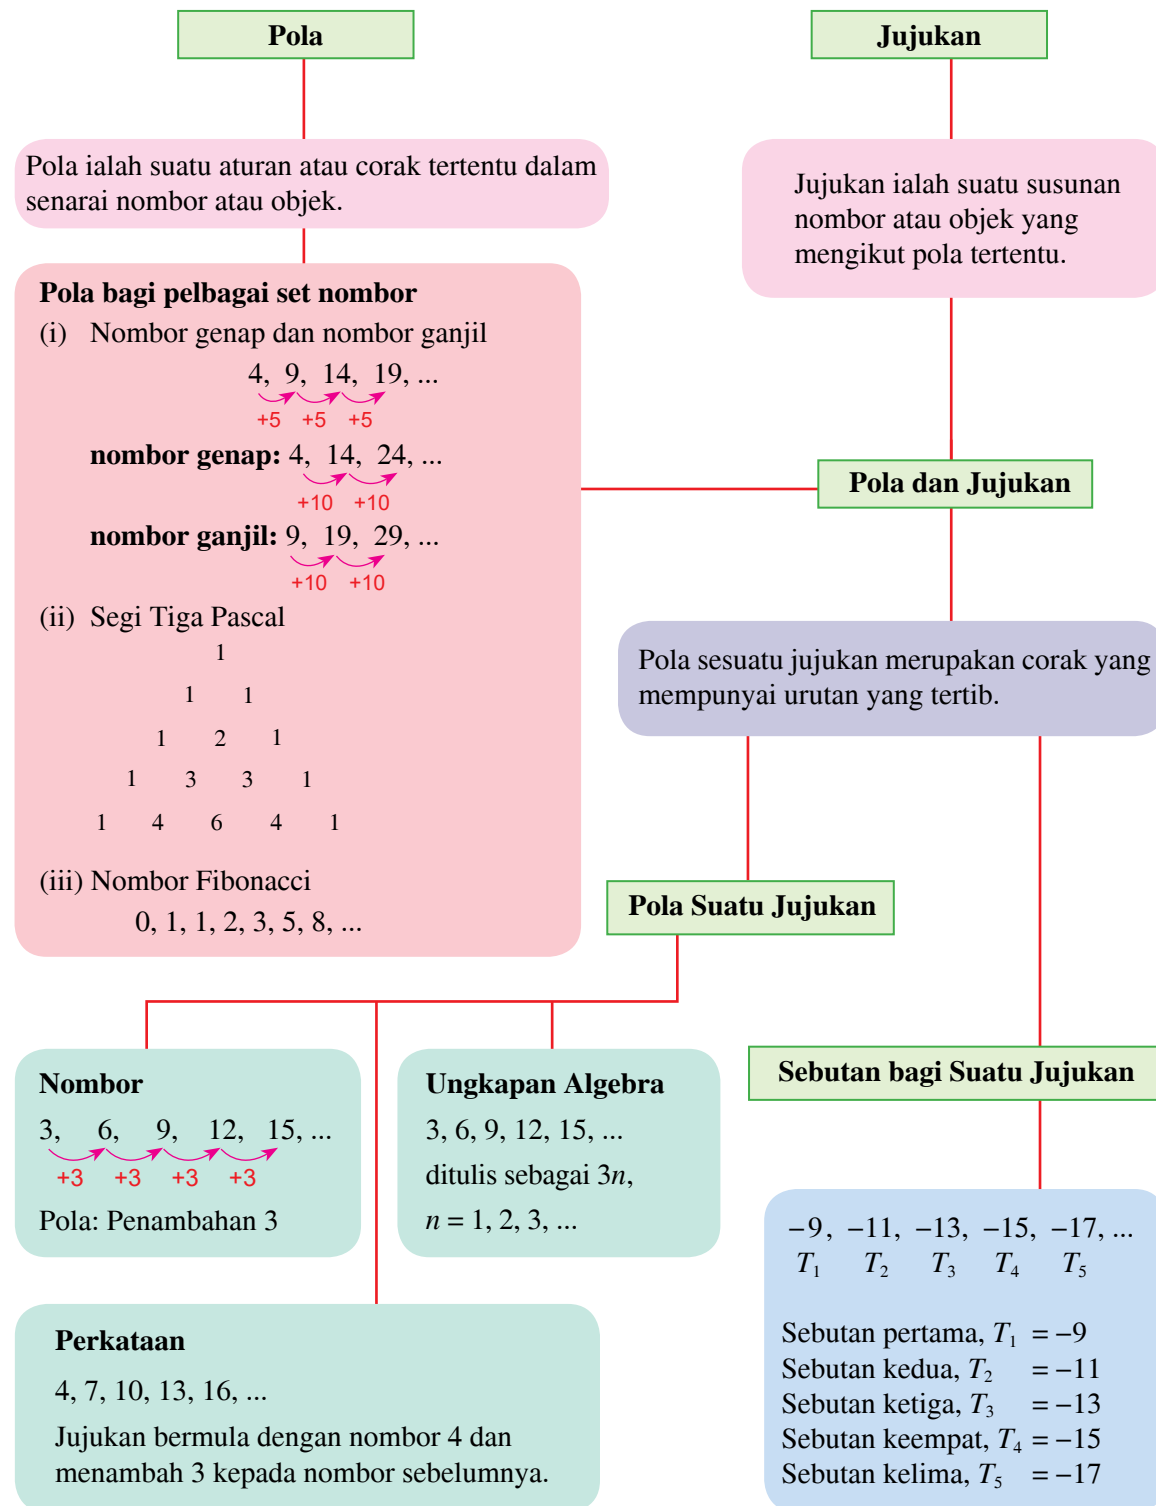 Pola
Pola ialah suatu aturan atau corak tertentu dalam
senarai nombor atau objek.
Pola bagi pelbagai set nombor
(i) Nombor genap dan nombor ganjil
4, 9, 14, 19, ...
+5 +5 +5
nombor genap: 4, 14, 24, ...
+10 +10
nombor ganjil: 9, 19, 29, ...
+10 +10
(ii) Segi Tiga Pascal
1
1 1
1 2 1
1 3 3 1
1 4 6 4 1
(iii) Nombor Fibonacci
0, 1, 1, 2, 3, 5, 8, ...
Jujukan
Jujukan ialah suatu susunan
nombor atau objek yang
mengikut pola tertentu.
Pola dan Jujukan
Pola sesuatu jujukan merupakan corak yang
mempunyai urutan yang tertib.
Pola Suatu Jujukan
Nombor
3, 6, 9, 12, 15, ...
+3 +3 +3 +3
Pola: Penambahan 3
Ungkapan Algebra
3, 6, 9, 12, 15, ...
ditulis sebagai 3n,
n = 1, 2, 3, ...
Perkataan
4, 7, 10, 13, 16, ...
Jujukan bermula dengan nombor 4 dan
menambah 3 kepada nombor sebelumnya.
Sebutan bagi Suatu Jujukan
−9, −11, −13, −15, −17, ...
T₁ T₂ T₃ T₄ T₅
Sebutan pertama, T₁ = −9
Sebutan kedua, T₂ = −11
Sebutan ketiga, T₃ = −13
Sebutan keempat, T₄ = −15
Sebutan kelima, T₅ = −17